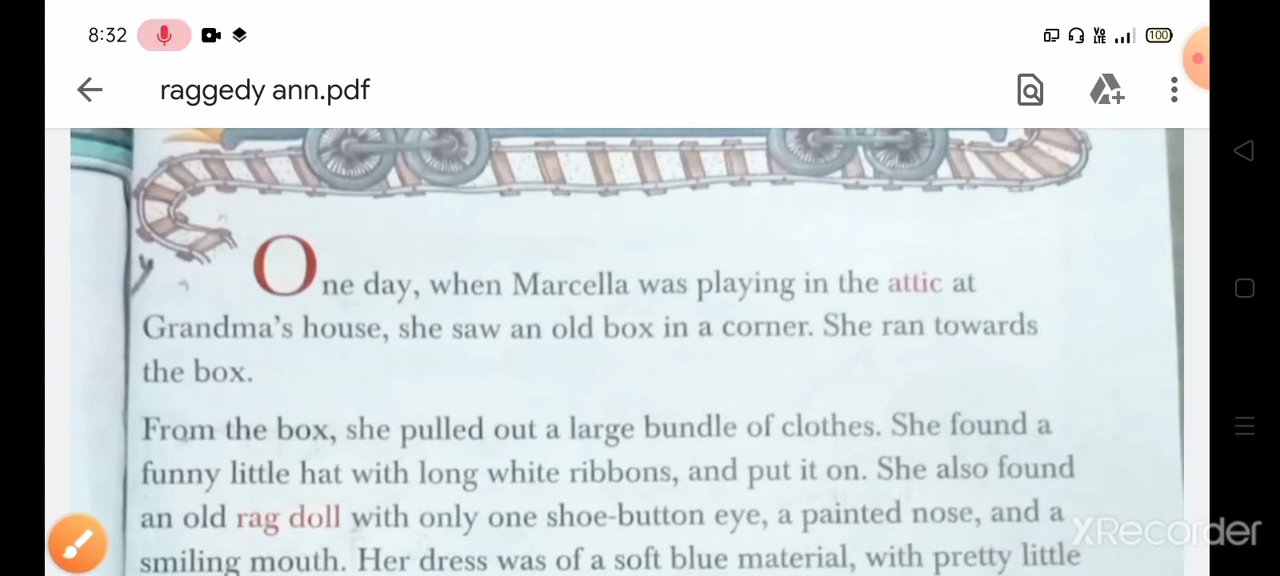 8:32
Vo
LTE
100
raggedy ann.pdf
One day, when Marcella was playing in the attic at
Grandma's house, she saw an old box in a corner. She ran towards
the box.
From the box, she pulled out a large bundle of clothes. She found a
funny little hat with long white ribbons, and put it on. She also found
an old rag doll with only one shoe-button eye, a painted nose, and a
smiling mouth. Her dress was of a soft blue material, with pretty little
XRecorder